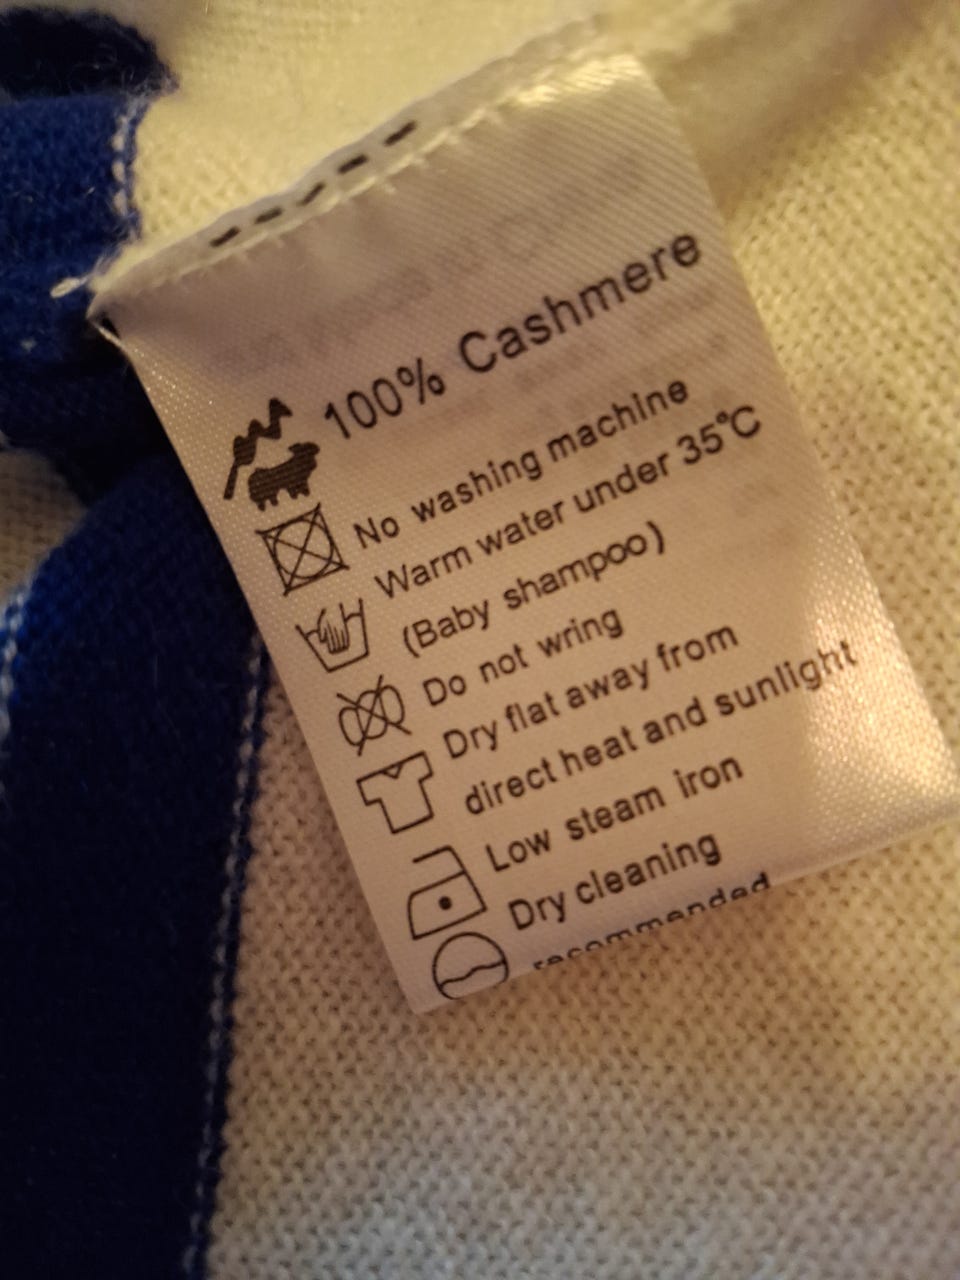 100% Cashmere
No washing machine
Warm water under 35°C
(Baby shampoo)
Do not wring
Dry flat away from
direct heat and sunlight
Low steam iron
Dry cleaning
recommended